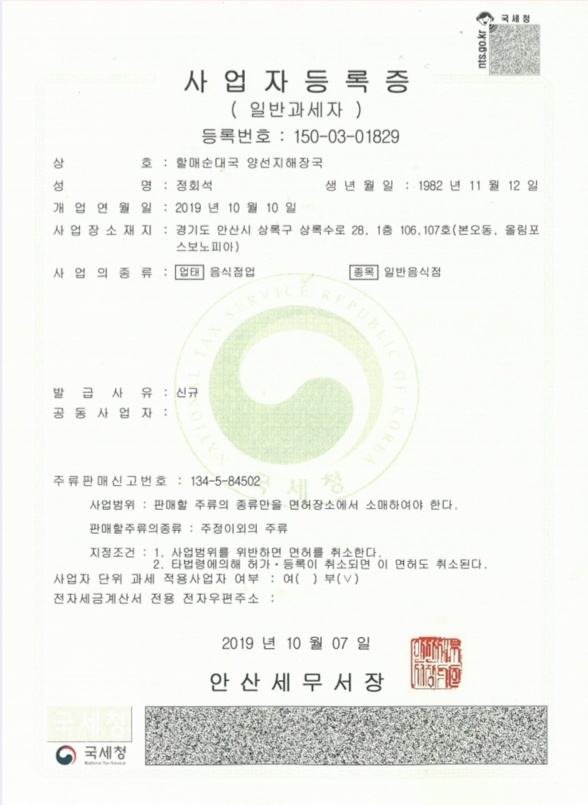 국세청
nts.go.kr
사업자등록증
( 일반과세자 )
등록번호 : 150-03-01829
상 호 : 할매순대국 양선지해장국
성 명 : 정회석 생 년 월 일 : 1982 년 11 월 12 일
개 업 연 월 일 : 2019 년 10 월 10 일
사 업 장 소 재 지 : 경기도 안산시 상록구 상록수로 28, 1층 106,107호(본오동, 올림포
스보노피아)
사 업 의 종 류 : 업태 음식점업 종목 일반음식점
NATIONAL TAX SERVICE REPUBLIC OF KOREA
발 급 사 유 : 신규
공 동 사 업 자 :
국세청
주류판매신고번호 : 134-5-84502
사업범위 : 판매할 주류의 종류만을 면허장소에서 소매하여야 한다.
판매할주류의종류 : 주정이외의 주류
지정조건 : 1. 사업범위를 위반하면 면허를 취소한다.
2. 타법령에의해 허가·등록이 취소되면 이 면허도 취소된다.
사업자 단위 과세 적용사업자 여부 : 여( ) 부(∨)
전자세금계산서 전용 전자우편주소 :
2019 년 10 월 07 일
안산세무서장
국세청
국세청
National Tax Service